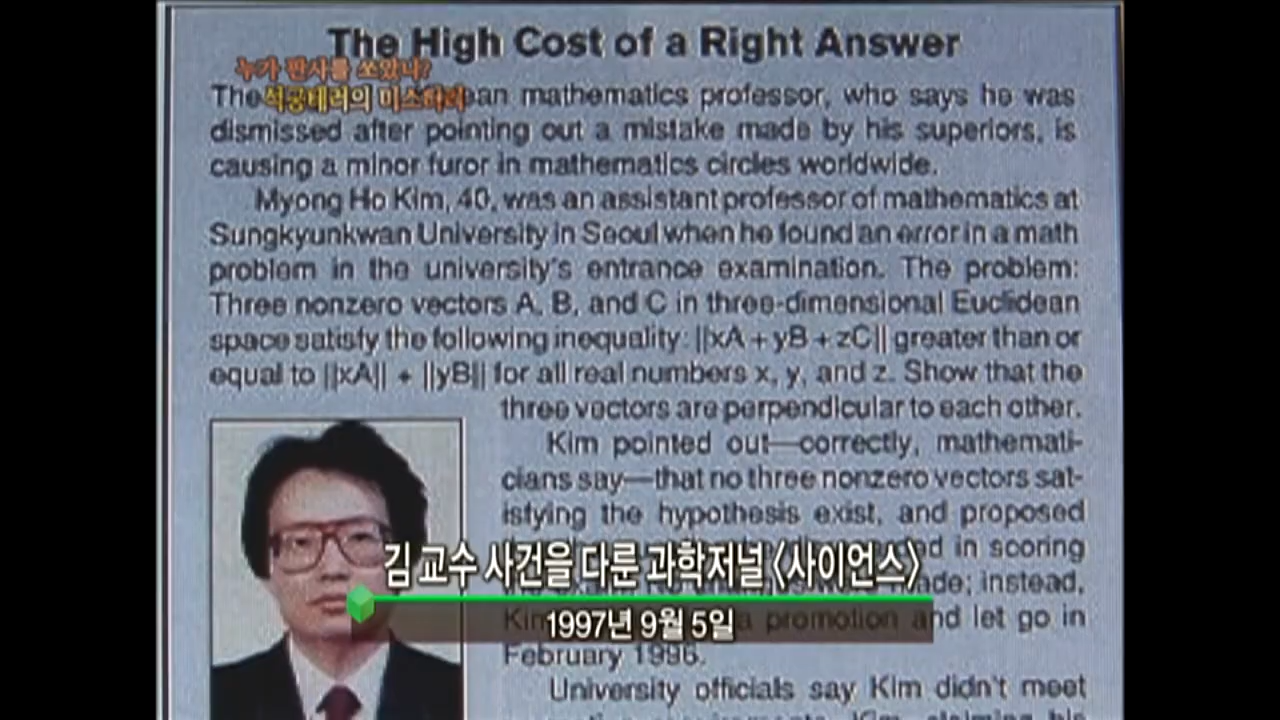 The High Cost of a Right Answer
누가 판사를 쏘았나?
석궁테러의 미스터리
The ean mathematics professor, who says he was
dismissed after pointing out a mistake made by his superiors, is
causing a minor furor in mathematics circles worldwide.
Myong Ho Kim, 40, was an assistant professor of mathematics at
Sungkyunkwan University in Seoul when he found an error in a math
problem in the university's entrance examination. The problem:
Three nonzero vectors A, B, and C in three-dimensional Euclidean
space satisfy the following inequality: ||xA + yB + zC|| greater than or
equal to ||xA|| + ||yB|| for all real numbers x, y, and z. Show that the
three vectors are perpendicular to each other.
Kim pointed out—correctly, mathemati-
cians say—that no three nonzero vectors sat-
isfying the hypothesis exist, and proposed
in scoring
made; instead,
김 교수 사건을 다룬 과학저널 〈사이언스〉
1997년 9월 5일
Kim a promotion and let go in
February 1996.
University officials say Kim didn't meet